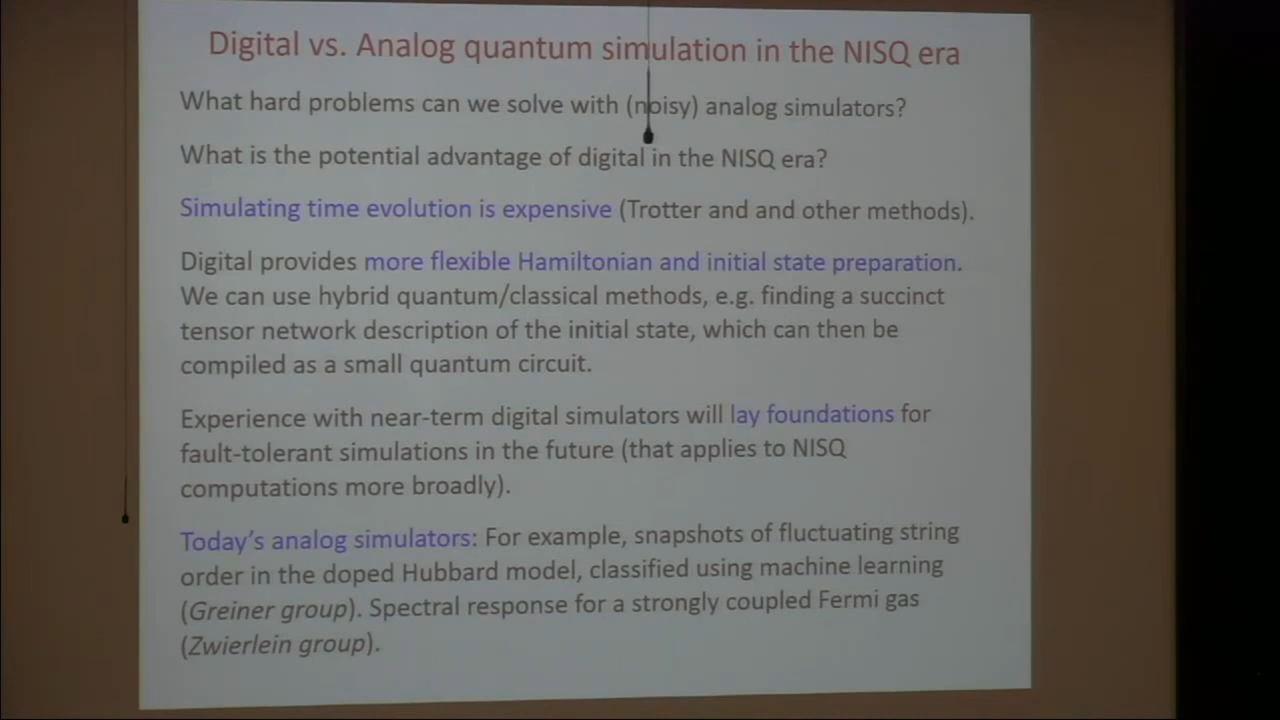 Digital vs. Analog quantum simulation in the NISQ era
What hard problems can we solve with (noisy) analog simulators?
What is the potential advantage of digital in the NISQ era?
Simulating time evolution is expensive (Trotter and and other methods).
Digital provides more flexible Hamiltonian and initial state preparation.
We can use hybrid quantum/classical methods, e.g. finding a succinct
tensor network description of the initial state, which can then be
compiled as a small quantum circuit.
Experience with near-term digital simulators will lay foundations for
fault-tolerant simulations in the future (that applies to NISQ
computations more broadly).
Today's analog simulators: For example, snapshots of fluctuating string
order in the doped Hubbard model, classified using machine learning
(Greiner group). Spectral response for a strongly coupled Fermi gas
(Zwierlein group).